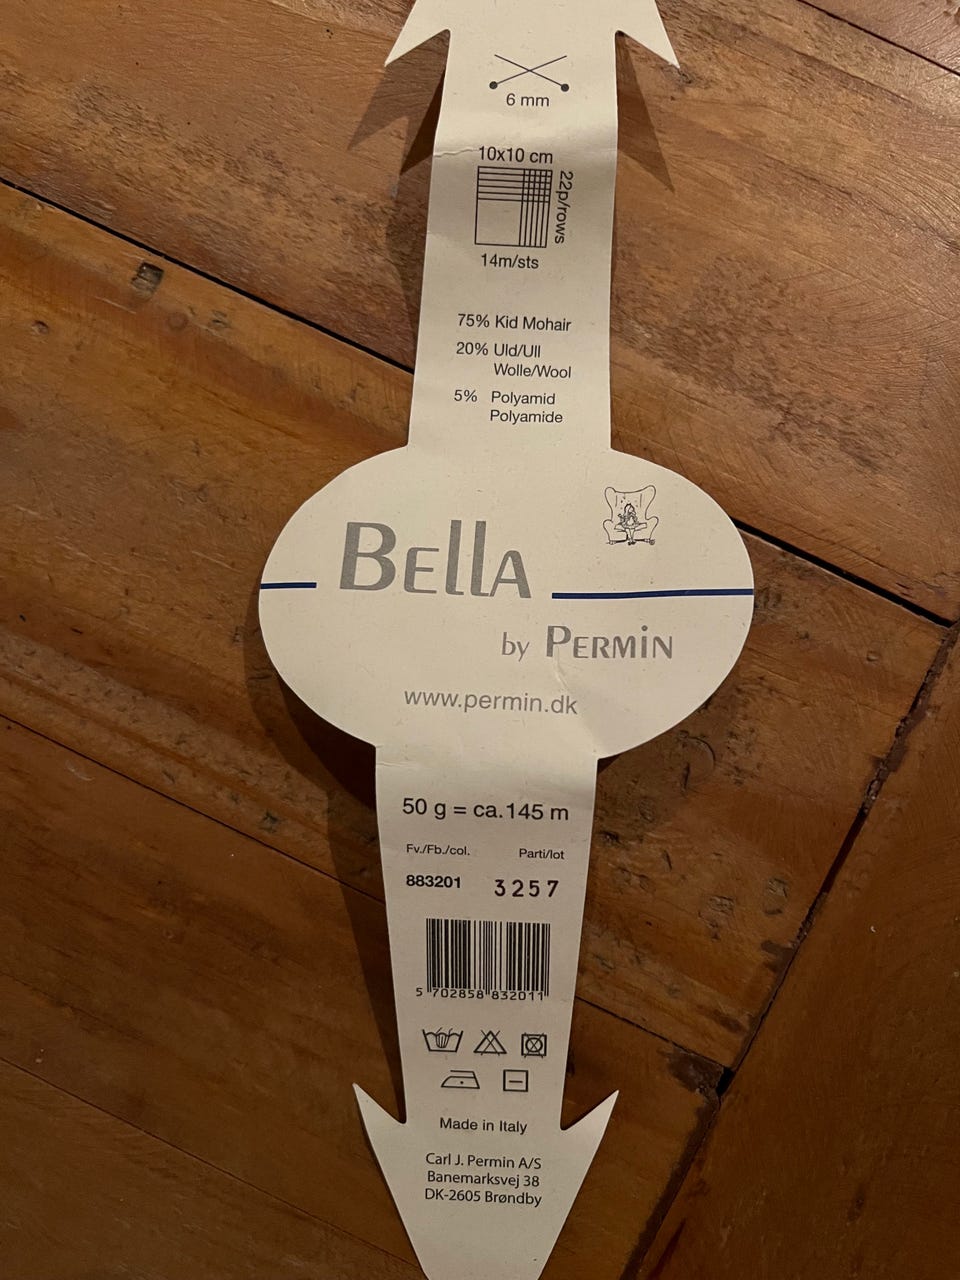 6 mm
10x10 cm
22p/rows
14m/sts
75% Kid Mohair
20% Uld/Ull
Wolle/Wool
5% Polyamid
Polyamide
BellA
by PERMiN
www.permin.dk
50 g = ca.145 m
Fv./Fb./col. Parti/lot
883201 3257
5 702858 832011
Made in Italy
Carl J. Permin A/S
Banemarksvej 38
DK-2605 Brøndby